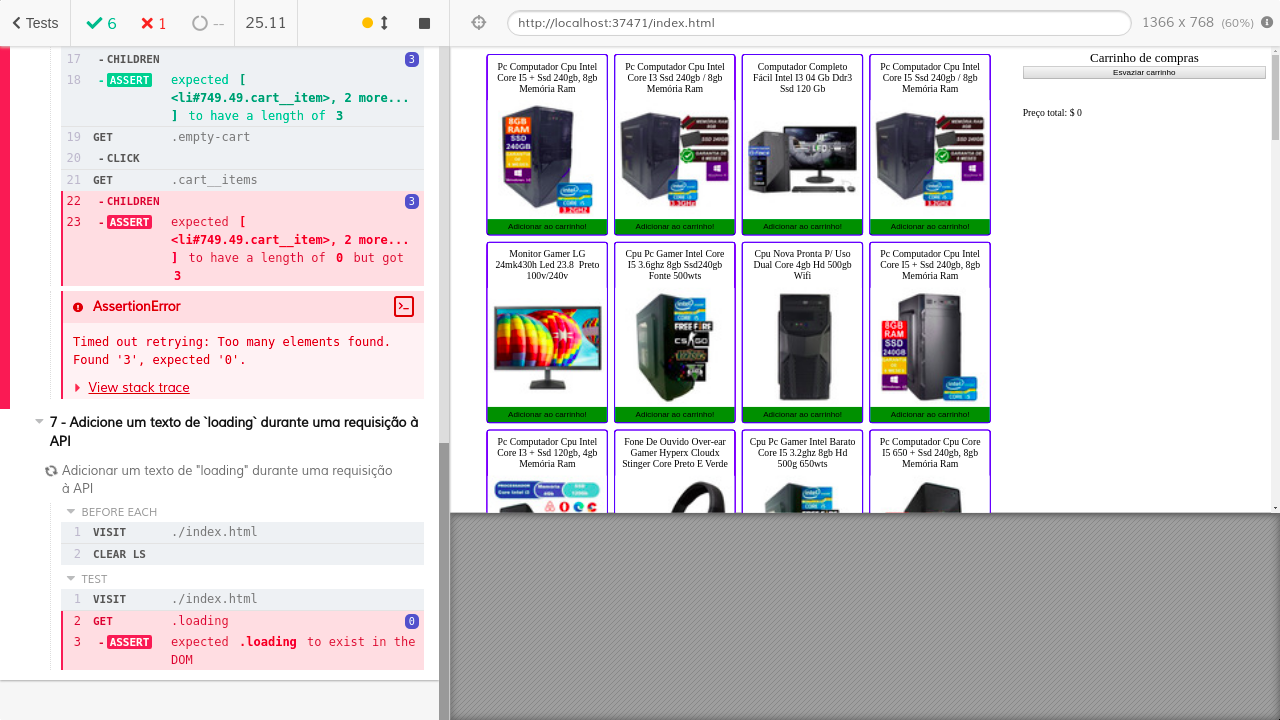 Tests
6
1
--
25.11
http://localhost:37471/index.html
1366 x 768 (60%)
17 - CHILDREN 3
18 - ASSERT expected [
<li#749.49.cart__item>, 2 more...
] to have a length of 3
19 GET .empty-cart
20 - CLICK
21 GET .cart__items
22 - CHILDREN 3
23 - ASSERT expected [
<li#749.49.cart__item>, 2 more...
] to have a length of 0 but got
3
AssertionError
Timed out retrying: Too many elements found.
Found '3', expected '0'.
View stack trace
7 - Adicione um texto de `loading` durante uma requisição à
API
Adicionar um texto de "loading" durante uma requisição
à API
BEFORE EACH
1 VISIT ./index.html
2 CLEAR LS
TEST
1 VISIT ./index.html
2 GET .loading 0
3 - ASSERT expected .loading to exist in the
DOM
Pc Computador Cpu Intel
Core I5 + Ssd 240gb, 8gb
Memória Ram
Adicionar ao carrinho!
Pc Computador Cpu Intel
Core I3 Ssd 240gb / 8gb
Memória Ram
Adicionar ao carrinho!
Computador Completo
Fácil Intel I3 04 Gb Ddr3
Ssd 120 Gb
Adicionar ao carrinho!
Pc Computador Cpu Intel
Core I5 Ssd 240gb / 8gb
Memória Ram
Adicionar ao carrinho!
Monitor Gamer LG
24mk430h Led 23.8 Preto
100v/240v
Adicionar ao carrinho!
Cpu Pc Gamer Intel Core
I5 3.6ghz 8gb Ssd240gb
Fonte 500wts
FREE FIRE
CS:GO
Adicionar ao carrinho!
Cpu Nova Pronta P/ Uso
Dual Core 4gb Hd 500gb
Wifi
Adicionar ao carrinho!
Pc Computador Cpu Intel
Core I5 + Ssd 240gb, 8gb
Memória Ram
8GB
RAM
SSD
240GB
Adicionar ao carrinho!
Pc Computador Cpu Intel
Core I3 + Ssd 120gb, 4gb
Memória Ram
Fone De Ouvido Over-ear
Gamer Hyperx Cloudx
Stinger Core Preto E Verde
Cpu Pc Gamer Intel Barato
Core I5 3.2ghz 8gb Hd
500g 650wts
Pc Computador Cpu Core
I5 650 + Ssd 240gb, 8gb
Memória Ram
Carrinho de compras
Esvaziar carrinho
Preço total: $ 0